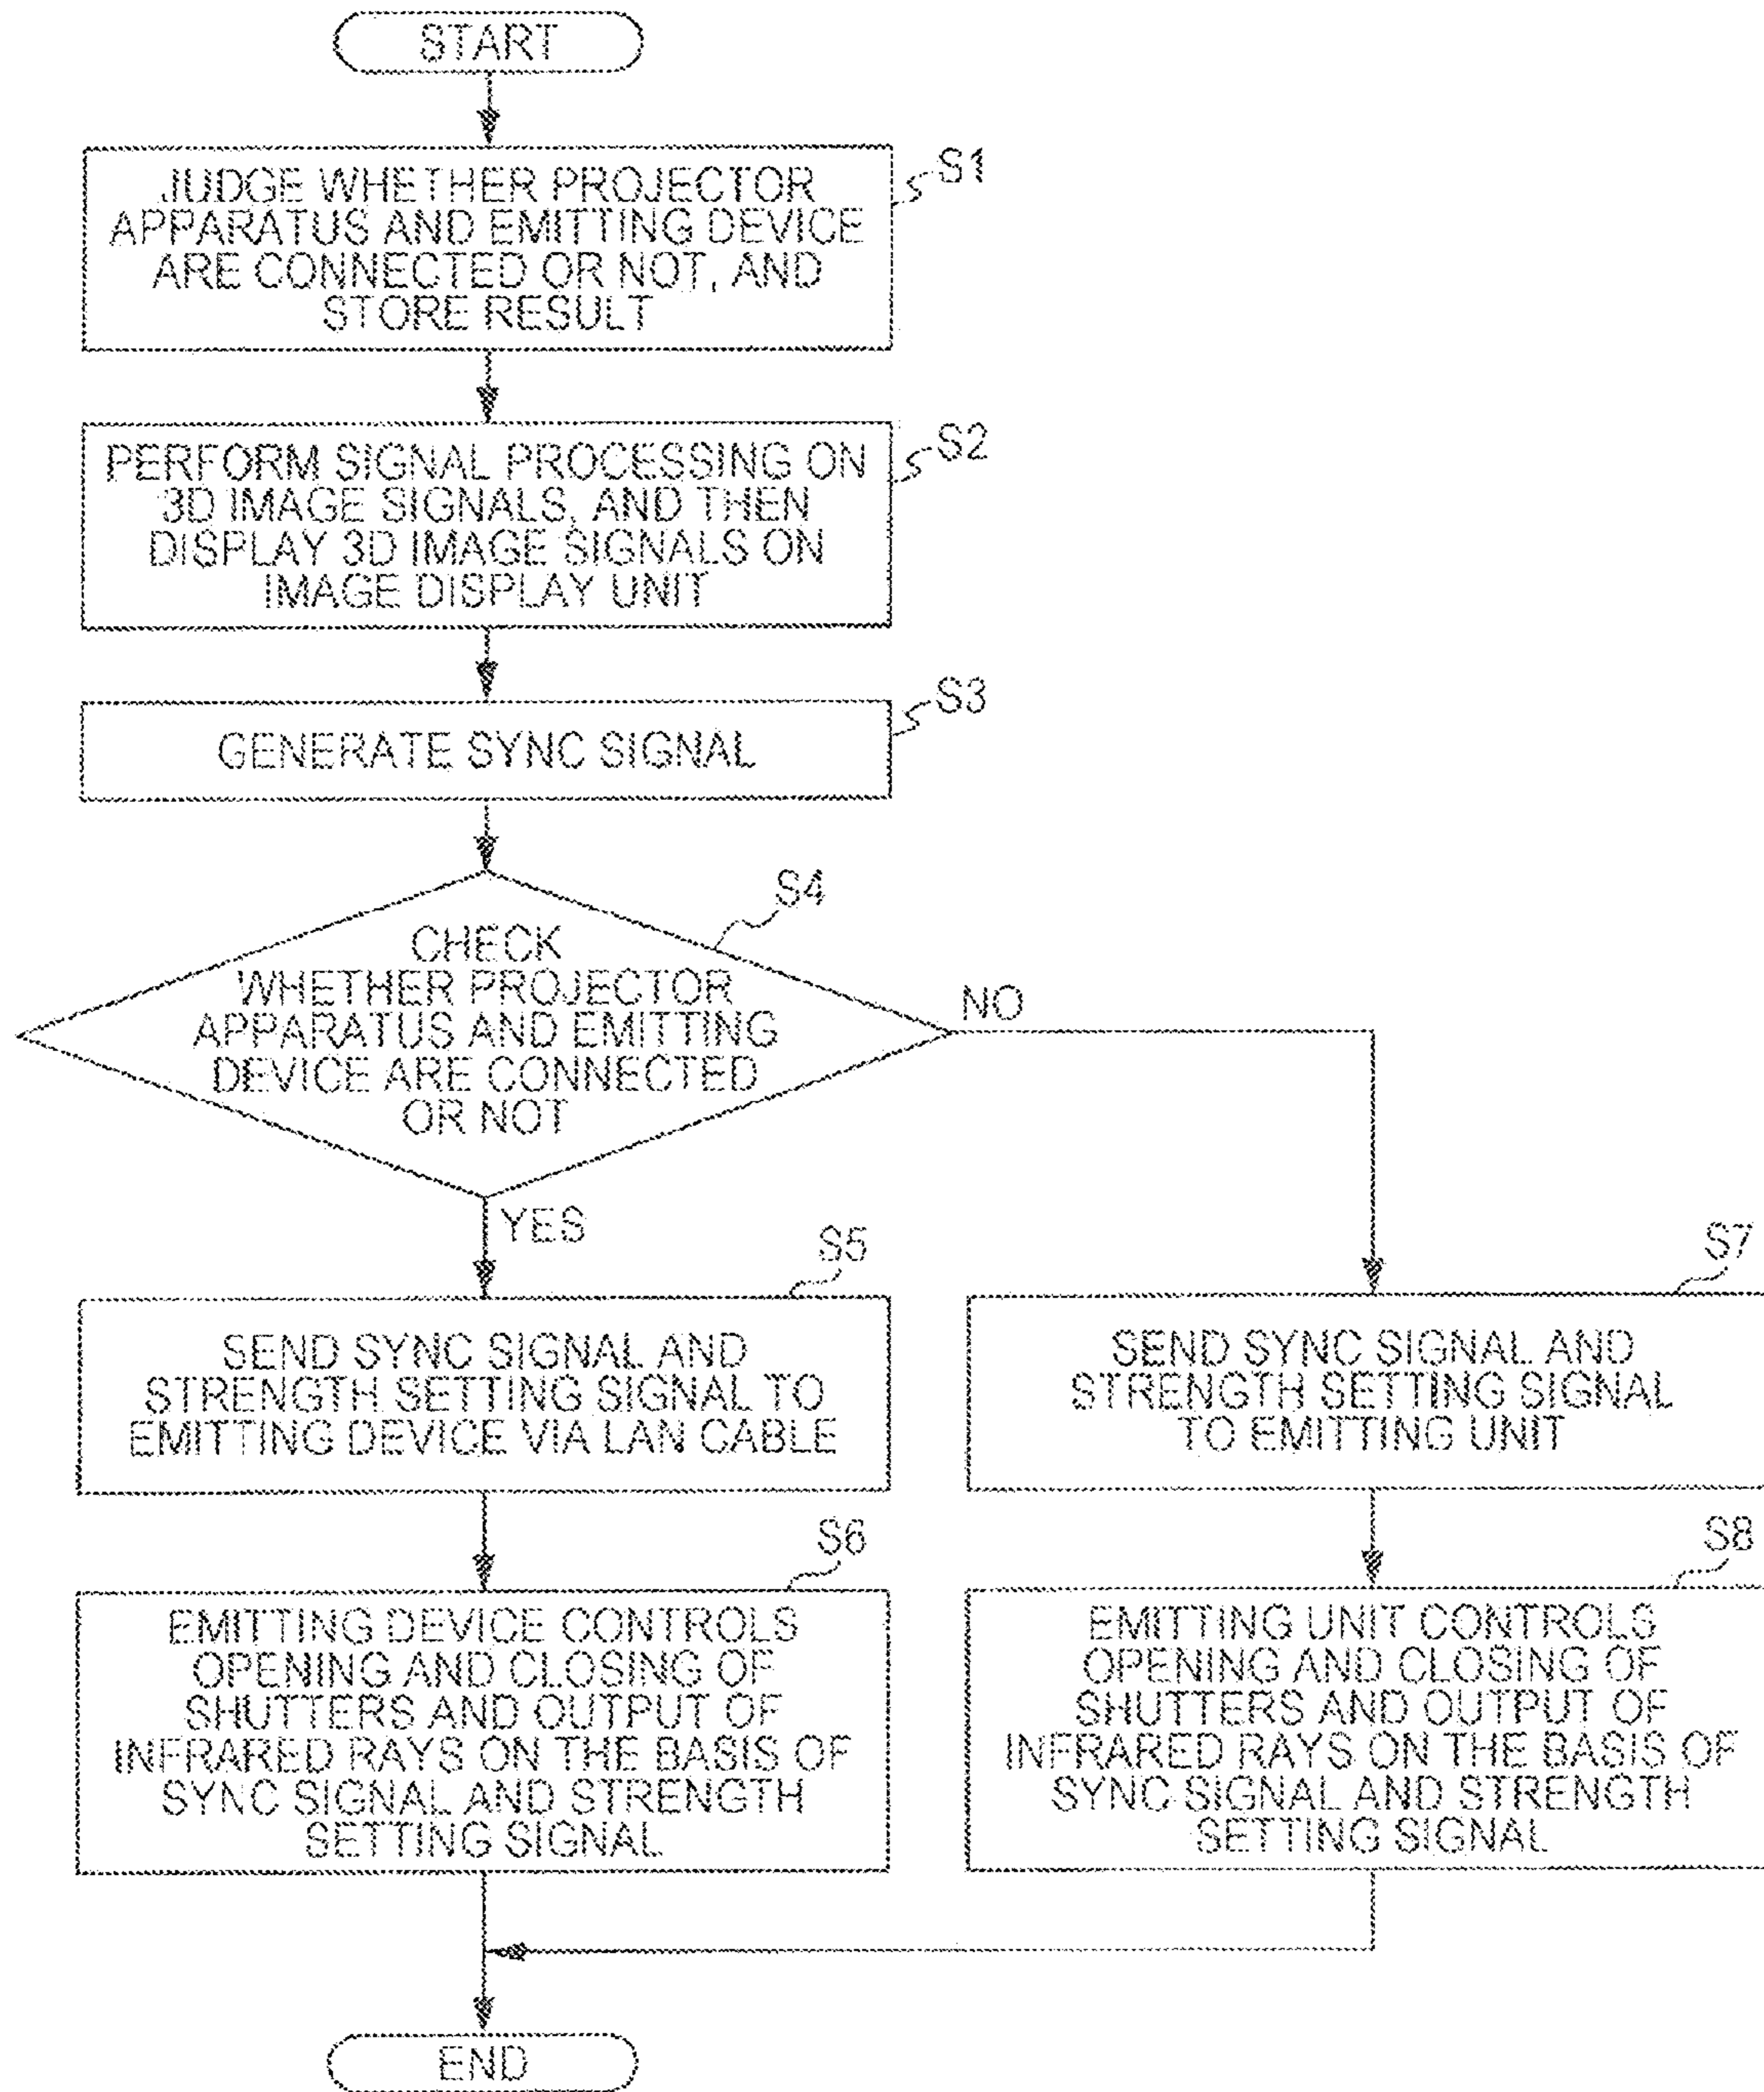 START
S1
JUDGE WHETHER PROJECTOR
APPARATUS AND EMITTING DEVICE
ARE CONNECTED OR NOT, AND
STORE RESULT
S2
PERFORM SIGNAL PROCESSING ON
3D IMAGE SIGNALS, AND THEN
DISPLAY 3D IMAGE SIGNALS ON
IMAGE DISPLAY UNIT
S3
GENERATE SYNC SIGNAL
S4
CHECK
WHETHER PROJECTOR
APPARATUS AND EMITTING
DEVICE ARE CONNECTED
OR NOT
NO
YES
S5
SEND SYNC SIGNAL AND
STRENGTH SETTING SIGNAL TO
EMITTING DEVICE VIA LAN CABLE
S6
EMITTING DEVICE CONTROLS
OPENING AND CLOSING OF
SHUTTERS AND OUTPUT OF
INFRARED RAYS ON THE BASIS OF
SYNC SIGNAL AND STRENGTH
SETTING SIGNAL
S7
SEND SYNC SIGNAL AND
STRENGTH SETTING SIGNAL
TO EMITTING UNIT
S8
EMITTING UNIT CONTROLS
OPENING AND CLOSING OF
SHUTTERS AND OUTPUT OF
INFRARED RAYS ON THE BASIS OF
SYNC SIGNAL AND STRENGTH
SETTING SIGNAL
END